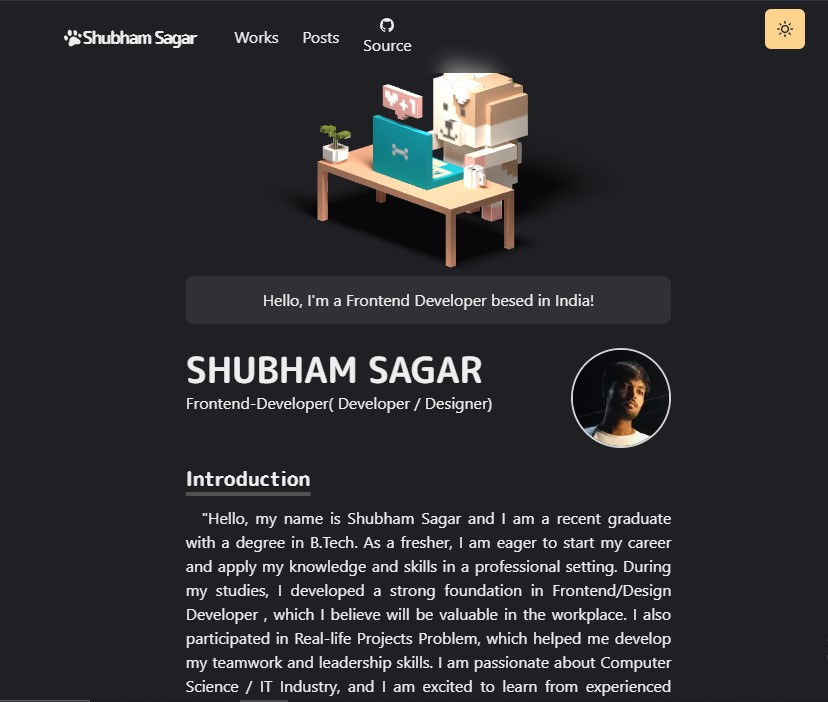 Shubham Sagar
Works
Posts
Source
+1
Hello, I'm a Frontend Developer besed in India!
SHUBHAM SAGAR
Frontend-Developer( Developer / Designer)
Introduction
"Hello, my name is Shubham Sagar and I am a recent graduate
with a degree in B.Tech. As a fresher, I am eager to start my career
and apply my knowledge and skills in a professional setting. During
my studies, I developed a strong foundation in Frontend/Design
Developer , which I believe will be valuable in the workplace. I also
participated in Real-life Projects Problem, which helped me develop
my teamwork and leadership skills. I am passionate about Computer
Science / IT Industry, and I am excited to learn from experienced